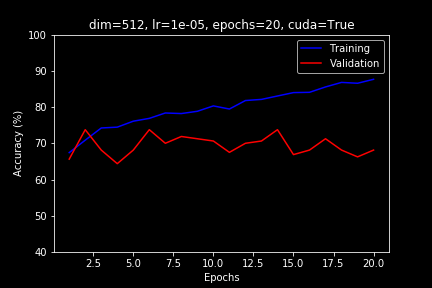 dim=512, lr=1e-05, epochs=20, cuda=True
Training
Validation
Accuracy (%)
100
90
80
70
60
50
40
2.5 5.0 7.5 10.0 12.5 15.0 17.5 20.0
Epochs